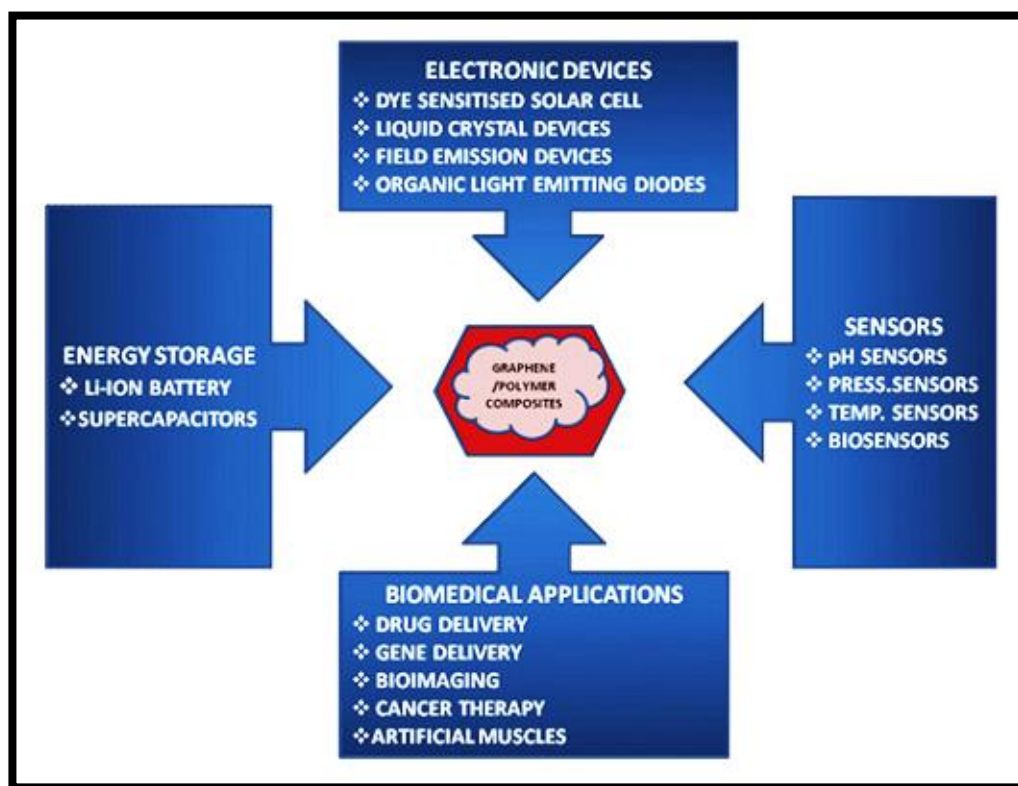 ELECTRONIC DEVICES
❖ DYE SENSITISED SOLAR CELL
❖ LIQUID CRYSTAL DEVICES
❖ FIELD EMISSION DEVICES
❖ ORGANIC LIGHT EMITTING DIODES
ENERGY STORAGE
❖ LI-ION BATTERY
❖SUPERCAPACITORS
GRAPHENE
/POLYMER
COMPOSITES
SENSORS
❖ pH SENSORS
❖ PRESS.SENSORS
❖ TEMP. SENSORS
❖ BIOSENSORS
BIOMEDICAL APPLICATIONS
❖ DRUG DELIVERY
❖ GENE DELIVERY
❖ BIOIMAGING
❖ CANCER THERAPY
❖ARTIFICIAL MUSCLES